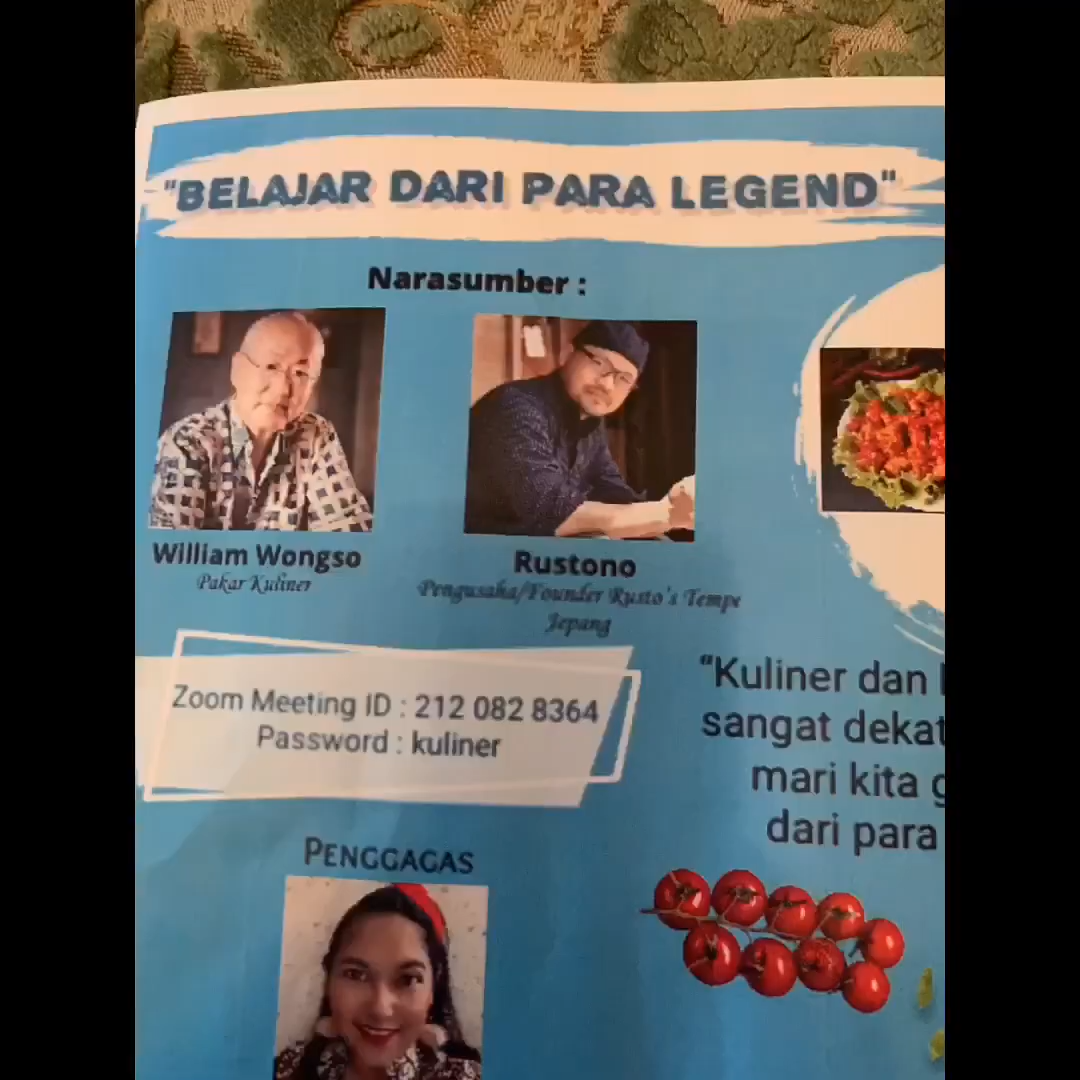 "BELAJAR DARI PARA LEGEND"
Narasumber :
William Wongso
Pakar Kuliner
Rustono
Pengusaha/Founder Rusto's Tempe
Jepang
Zoom Meeting ID : 212 082 8364
Password : kuliner
"Kuliner dan
sangat dekat
mari kita
dari para
PENGGAGAS